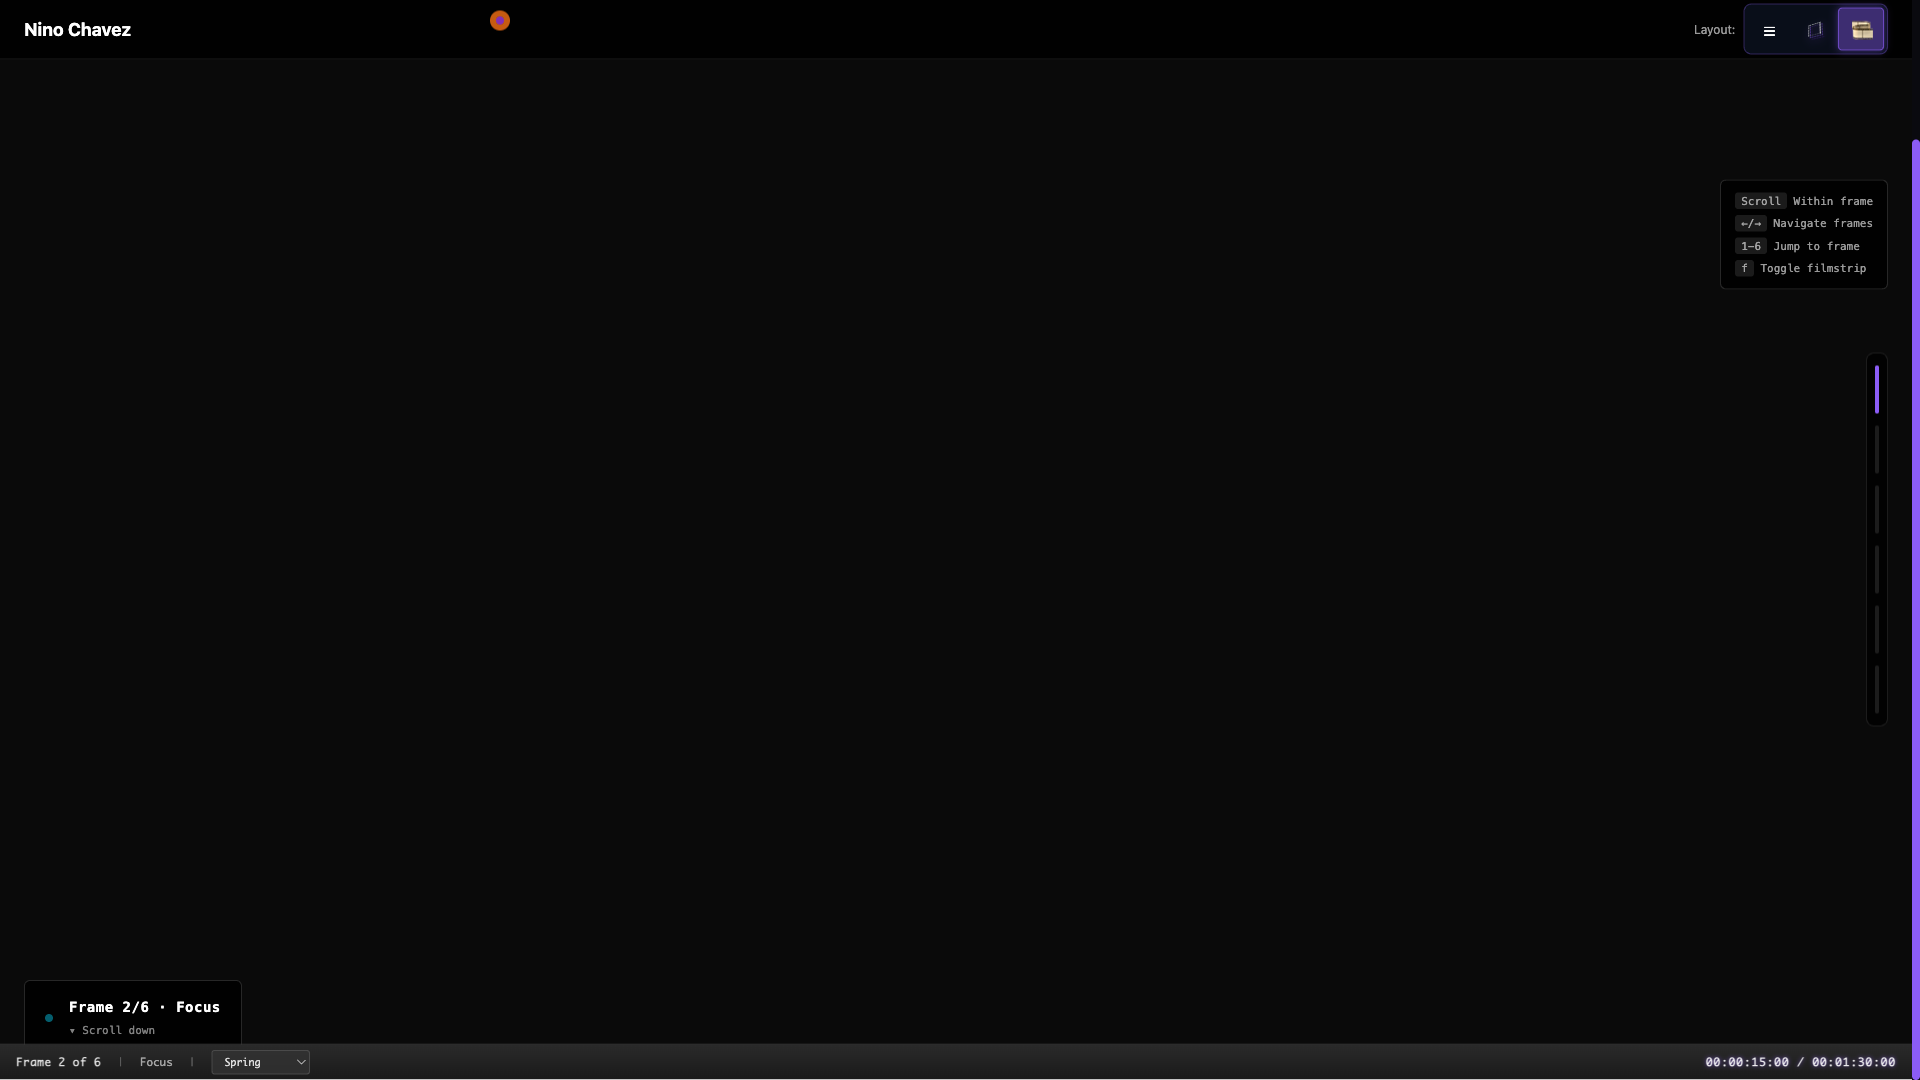 Nino Chavez
Layout:
Scroll Within frame
←/→ Navigate frames
1–6 Jump to frame
f Toggle filmstrip
Frame 2/6 · Focus
▾ Scroll down
Frame 2 of 6 | Focus | Spring
00:00:15:00 / 00:01:30:00